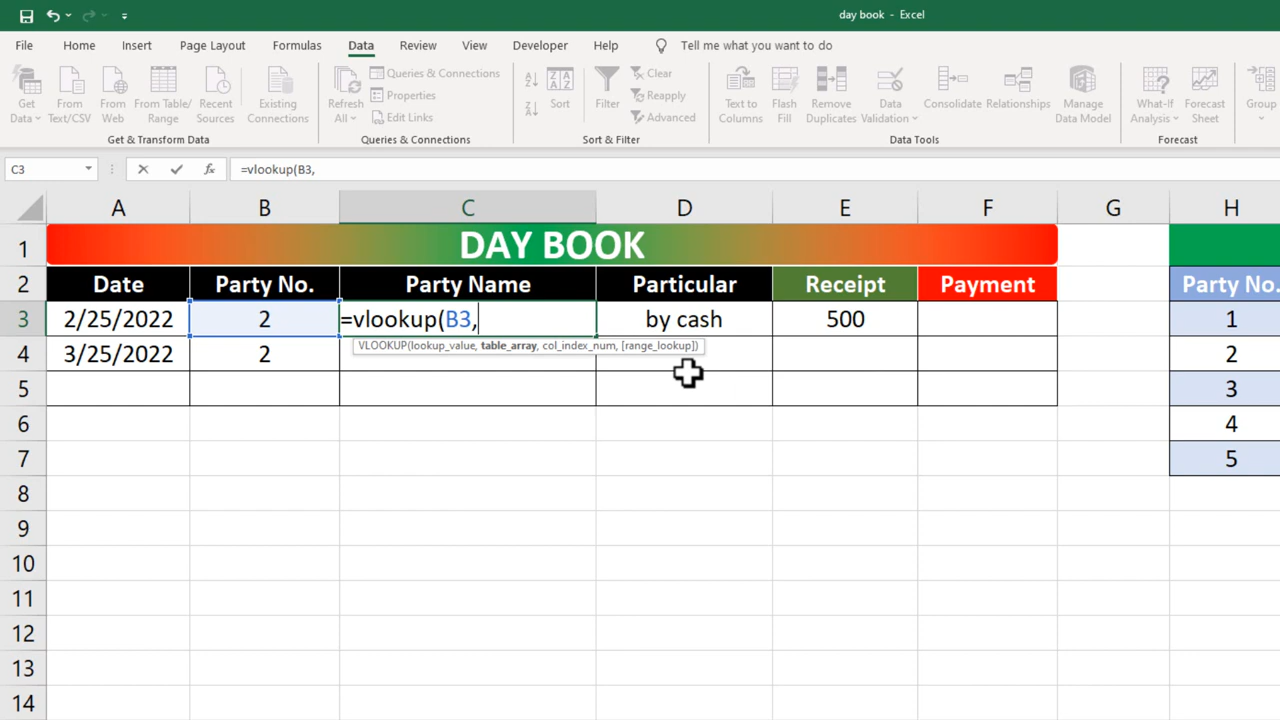 day book - Excel
File Home Insert Page Layout Formulas Data Review View Developer Help Tell me what you want to do
Get Data
From Text/CSV
From Web
From Table/ Range
Recent Sources
Existing Connections
Get & Transform Data
Refresh All
Queries & Connections
Properties
Edit Links
Queries & Connections
Sort
Filter
Clear
Reapply
Advanced
Sort & Filter
Text to Columns
Flash Fill
Remove Duplicates
Data Validation
Consolidate
Relationships
Manage Data Model
Data Tools
What-If Analysis
Forecast Sheet
Forecast
Group
C3 fx =vlookup(B3,
A B C D E F G H
1 DAY BOOK
2 Date Party No. Party Name Particular Receipt Payment Party No.
3 2/25/2022 2 =vlookup(B3, by cash 500 1
VLOOKUP(lookup_value, table_array, col_index_num, [range_lookup])
4 3/25/2022 2 2
5 3
6 4
7 5
8
9
10
11
12
13
14